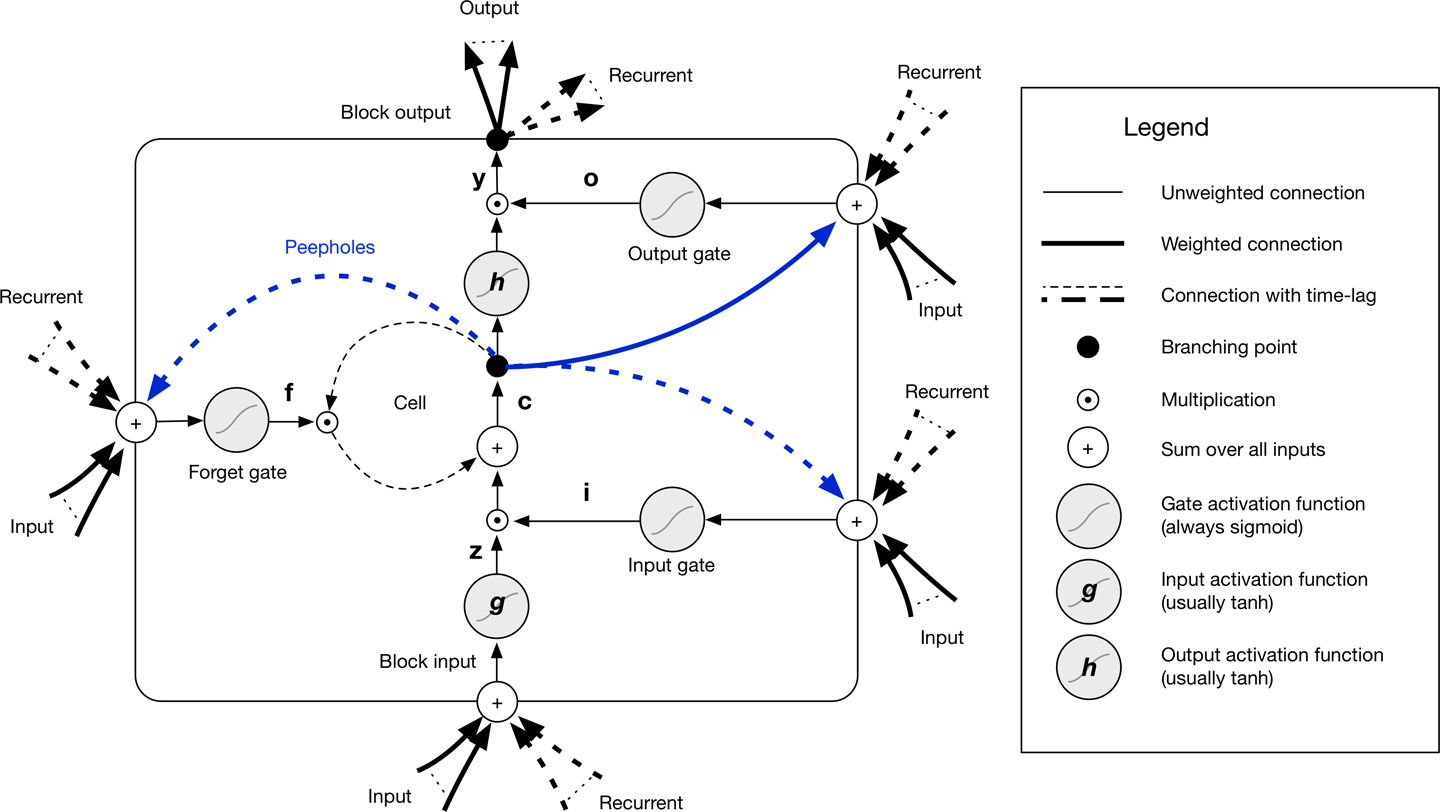 Output
Recurrent
Block output
y
o
Output gate
h
Recurrent
Input
Peepholes
Recurrent
Input
f
Forget gate
Cell
c
i
Input gate
z
g
Recurrent
Input
Block input
Input
Recurrent
Legend
Unweighted connection
Weighted connection
Connection with time-lag
Branching point
Multiplication
+ Sum over all inputs
Gate activation function
(always sigmoid)
g Input activation function
(usually tanh)
h Output activation function
(usually tanh)